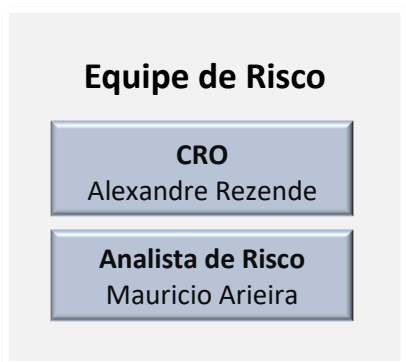 Equipe de Risco
CRO
Alexandre Rezende
Analista de Risco
Mauricio Arieira